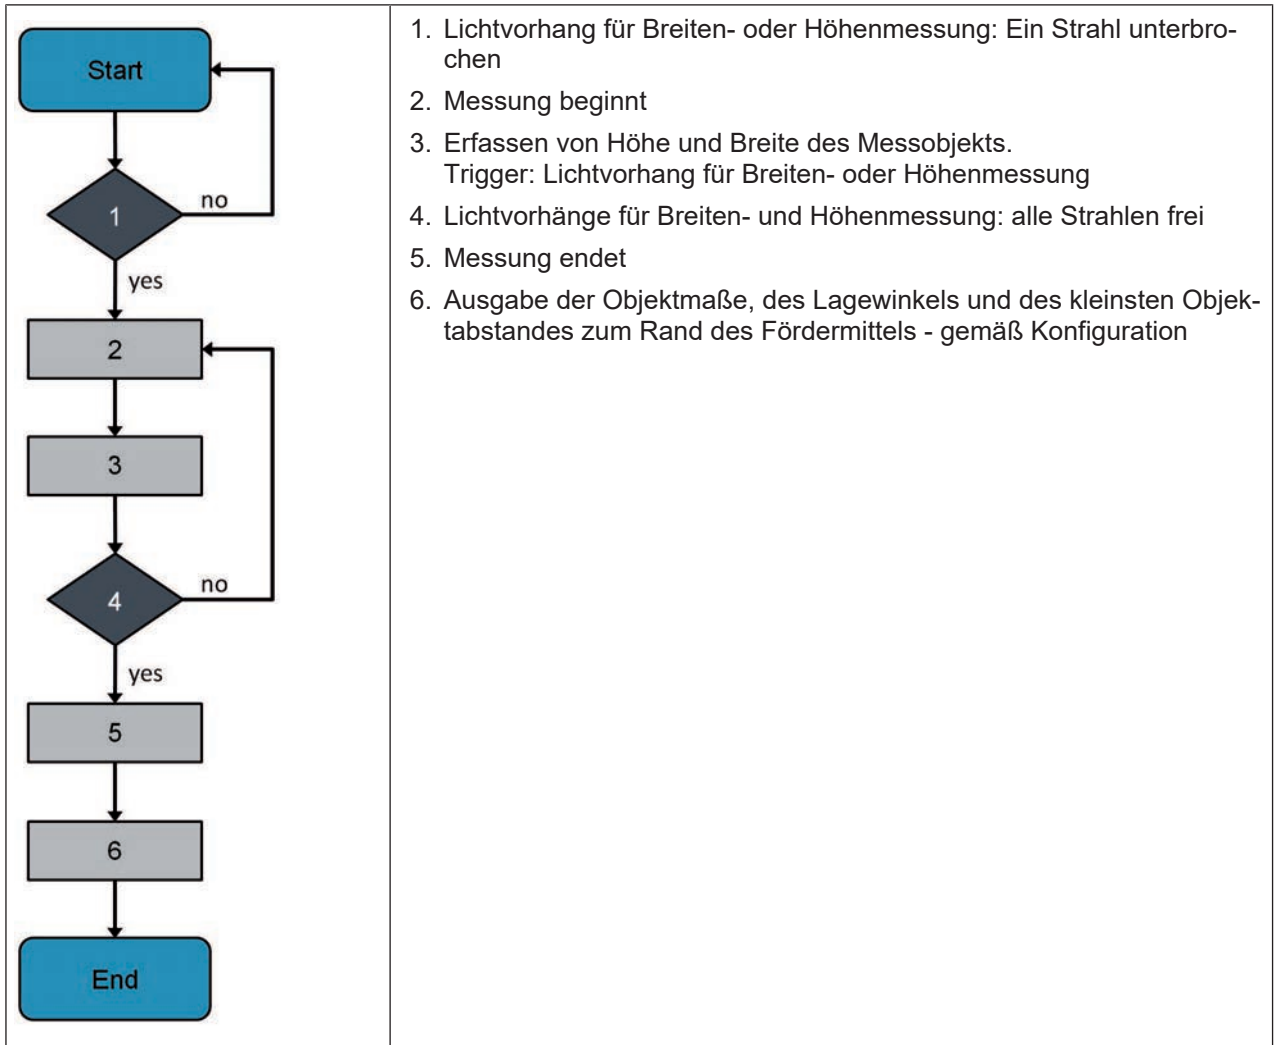 Start
1
no
yes
2
3
4
no
yes
5
6
End
1. Lichtvorhang für Breiten- oder Höhenmessung: Ein Strahl unterbro-
chen
2. Messung beginnt
3. Erfassen von Höhe und Breite des Messobjekts.
Trigger: Lichtvorhang für Breiten- oder Höhenmessung
4. Lichtvorhänge für Breiten- und Höhenmessung: alle Strahlen frei
5. Messung endet
6. Ausgabe der Objektmaße, des Lagewinkels und des kleinsten Objek-
tabstandes zum Rand des Fördermittels - gemäß Konfiguration